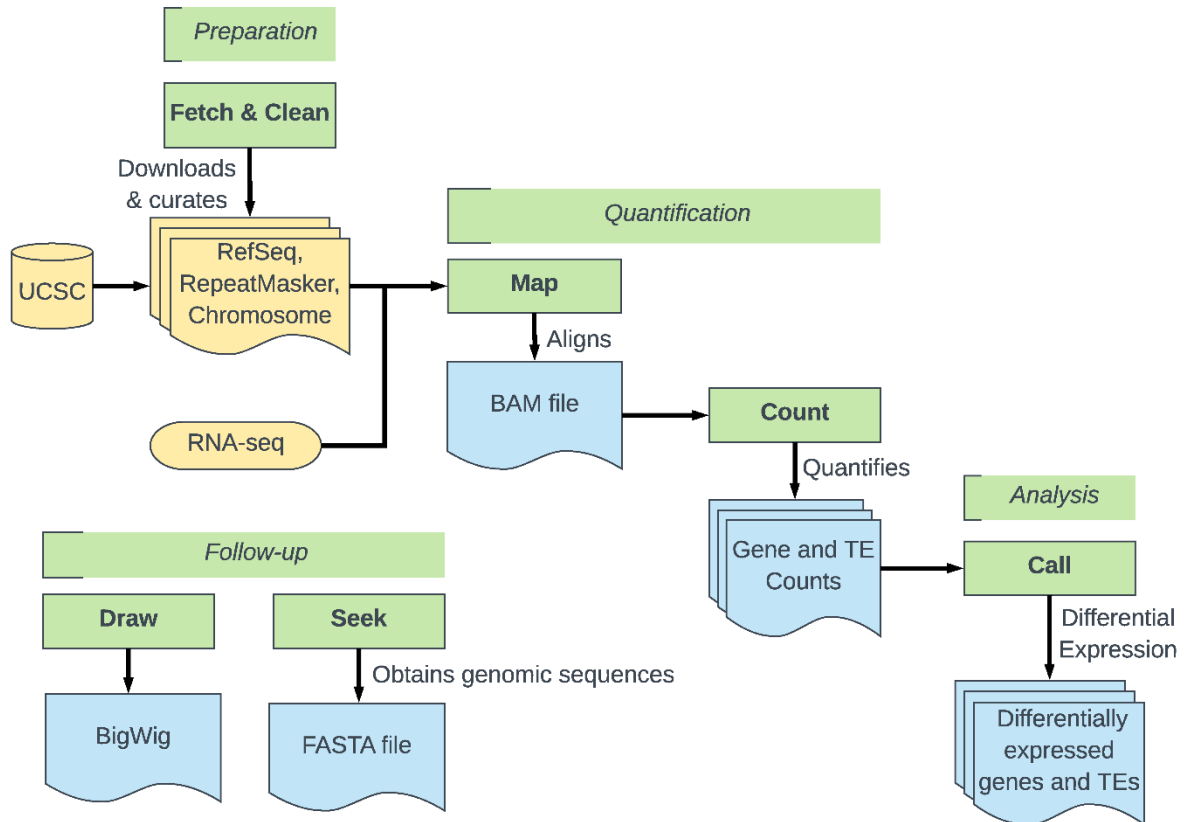 Preparation
Fetch & Clean
Downloads
& curates
UCSC
RefSeq,
RepeatMasker,
Chromosome
RNA-seq
Quantification
Map
Aligns
BAM file
Count
Quantifies
Gene and TE
Counts
Analysis
Call
Differential
Expression
Differentially
expressed
genes and TEs
Follow-up
Draw
BigWig
Seek
Obtains genomic sequences
FASTA file